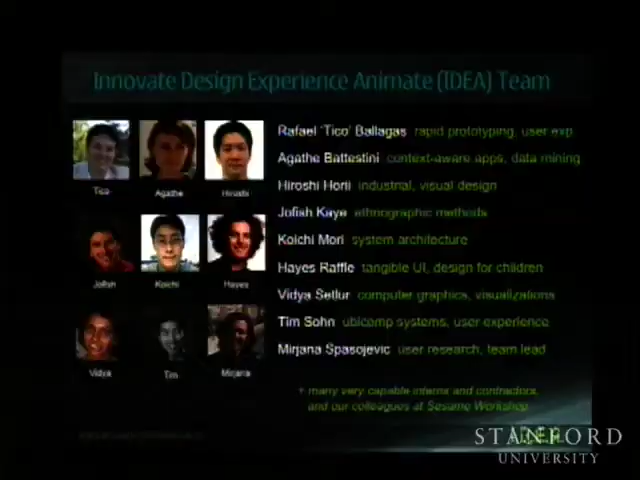 Innovate Design Experience Animate (IDEA) Team
Rafael 'Tico' Ballagas rapid prototyping, user exp
Agathe Battestini context-aware apps, data mining
Hiroshi Horii industrial, visual design
Jofish Kaye ethnographic methods
Koichi Mori system architecture
Hayes Raffle tangible UI, design for children
Vidya Setlur computer graphics, visualizations
Tim Sohn ubicomp systems, user experience
Mirjana Spasojevic user research, team lead
+ many very capable interns and contractors,
and our colleagues at Sesame Workshop
Tico Agathe Hiroshi
Jofish Koichi Hayes
Vidya Tim Mirjana
STANFORD
UNIVERSITY